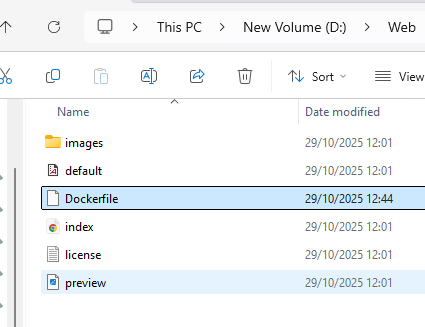 This PC > New Volume (D:) > Web
Sort View
Name Date modified
images 29/10/2025 12:01
default 29/10/2025 12:01
Dockerfile 29/10/2025 12:44
index 29/10/2025 12:01
license 29/10/2025 12:01
preview 29/10/2025 12:01